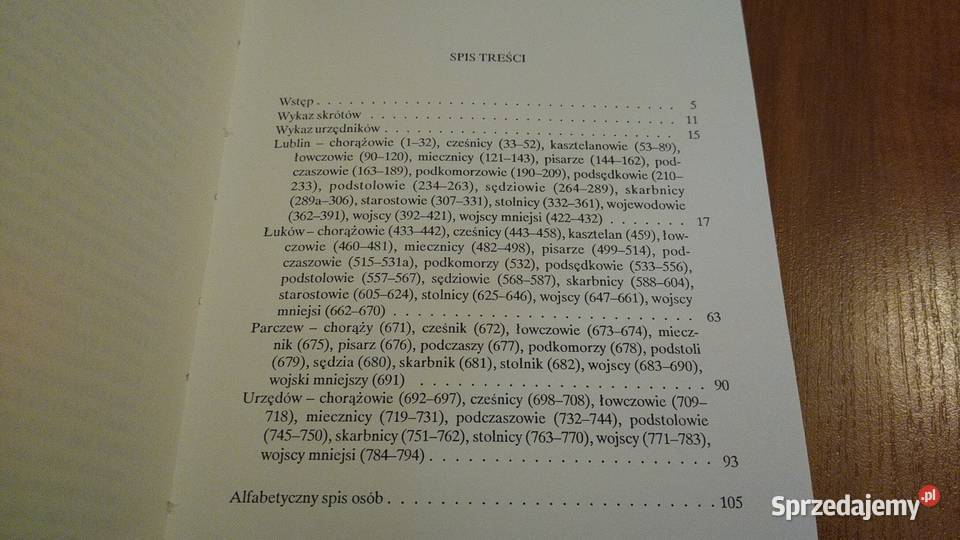 SPIS TREŚCI
Wstęp . . . . . . . . . . . . . . . . . . . . . . . . . . . . . . . . . . 5
Wykaz skrótów . . . . . . . . . . . . . . . . . . . . . . . . . . . . . 11
Wykaz urzędników . . . . . . . . . . . . . . . . . . . . . . . . . . . 15
Lublin – chorążowie (1–32), cześnicy (33–52), kasztelanowie (53–89),
łowczowie (90–120), miecznicy (121–143), pisarze (144–162), pod-
czaszowie (163–189), podkomorzowie (190–209), podsędkowie (210–
233), podstolowie (234–263), sędziowie (264–289), skarbnicy
(289a–306), starostowie (307–331), stolnicy (332–361), wojewodowie
(362–391), wojscy (392–421), wojscy mniejsi (422–432) . . . . . . . 17
Łuków – chorążowie (433–442), cześnicy (443–458), kasztelan (459), łow-
czowie (460–481), miecznicy (482–498), pisarze (499–514), pod-
czaszowie (515–531a), podkomorzy (532), podsędkowie (533–556),
podstolowie (557–567), sędziowie (568–587), skarbnicy (588–604),
starostowie (605–624), stolnicy (625–646), wojscy (647–661), wojscy
mniejsi (662–670) . . . . . . . . . . . . . . . . . . . . . . . . . 63
Parczew – chorąży (671), cześnik (672), łowczowie (673–674), miecz-
nik (675), pisarz (676), podczaszy (677), podkomorzy (678), podstoli
(679), sędzia (680), skarbnik (681), stolnik (682), wojscy (683–690),
wojski mniejszy (691) . . . . . . . . . . . . . . . . . . . . . . . 90
Urzędów – chorążowie (692–697), cześnicy (698–708), łowczowie (709–
718), miecznicy (719–731), podczaszowie (732–744), podstolowie
(745–750), skarbnicy (751–762), stolnicy (763–770), wojscy (771–783),
wojscy mniejsi (784–794) . . . . . . . . . . . . . . . . . . . . . . 93
Alfabetyczny spis osób . . . . . . . . . . . . . . . . . . . . . . . . . 105
Sprzedajemy.pl